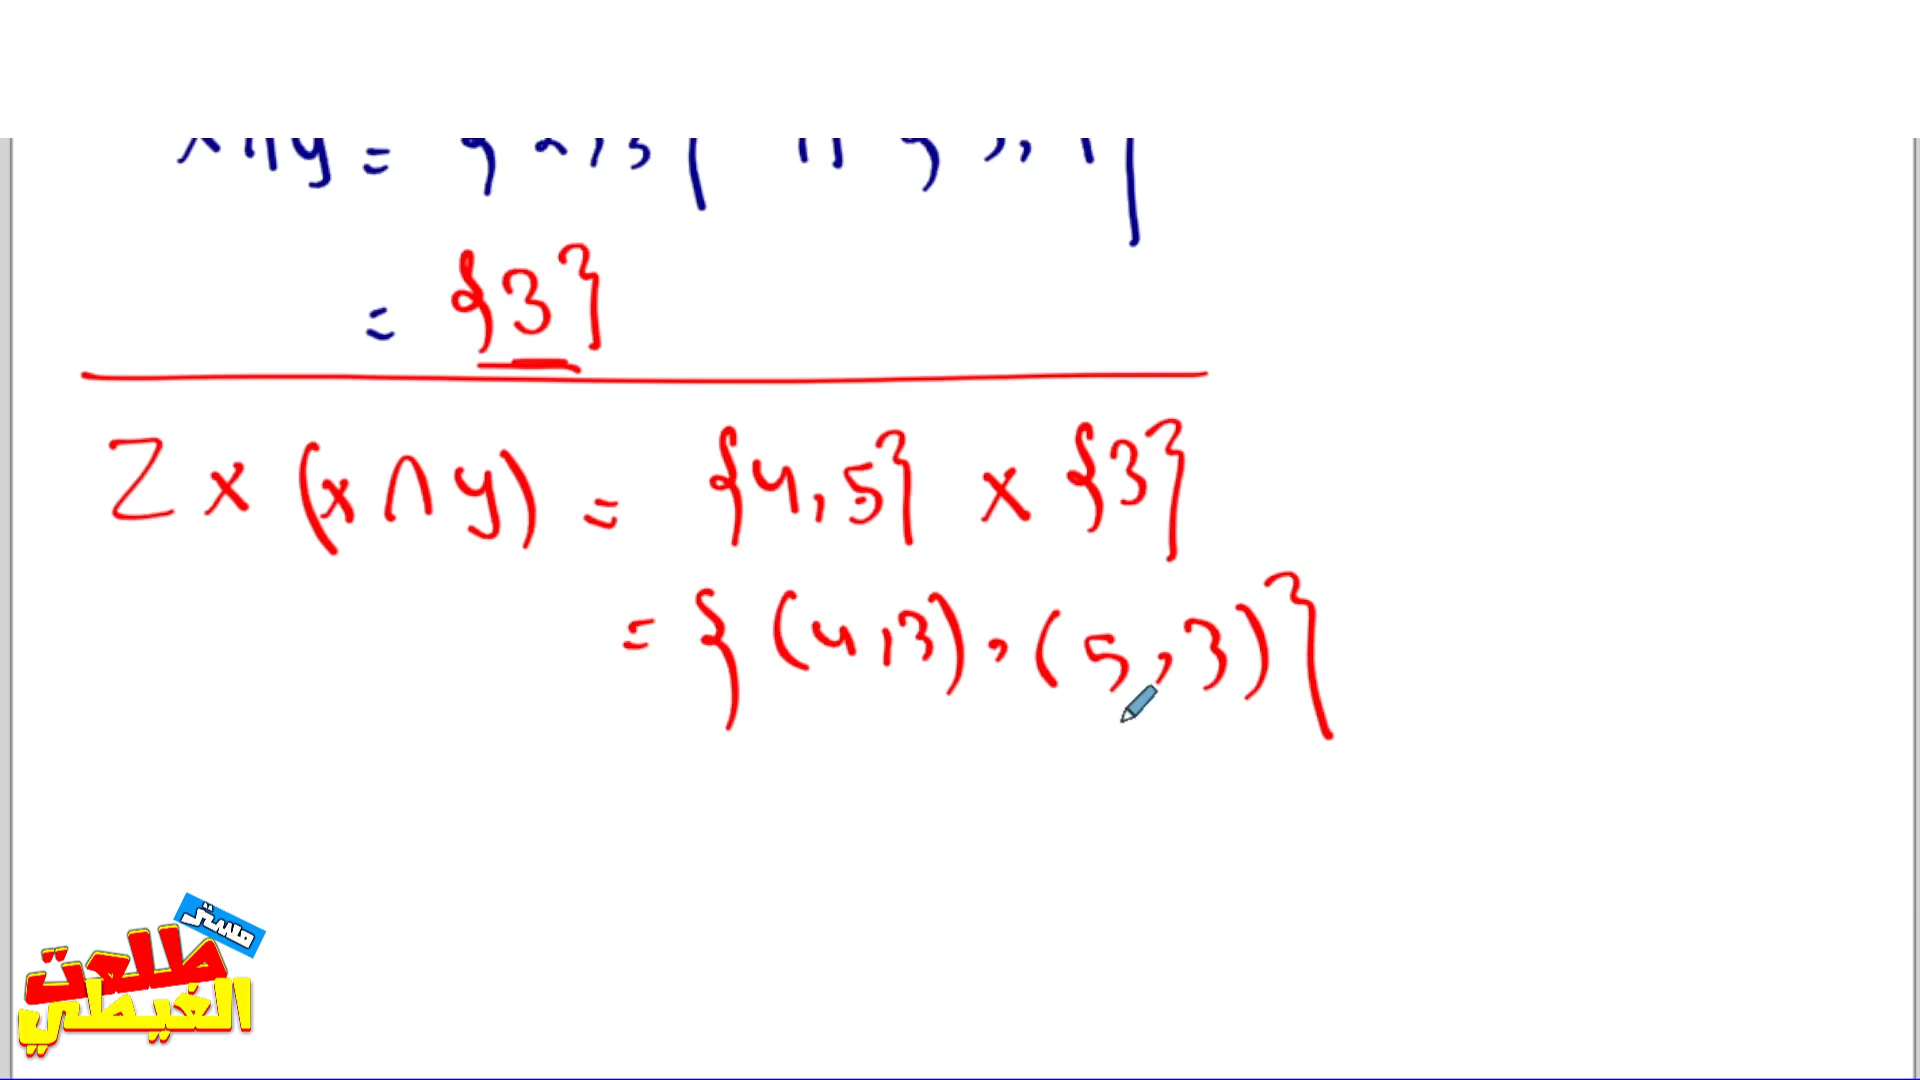 x∩y =
= {3}
Z × (x∩y) = {4,5} × {3}
= {(4,3), (5,3)}
مستر
طلعت
الغيطي